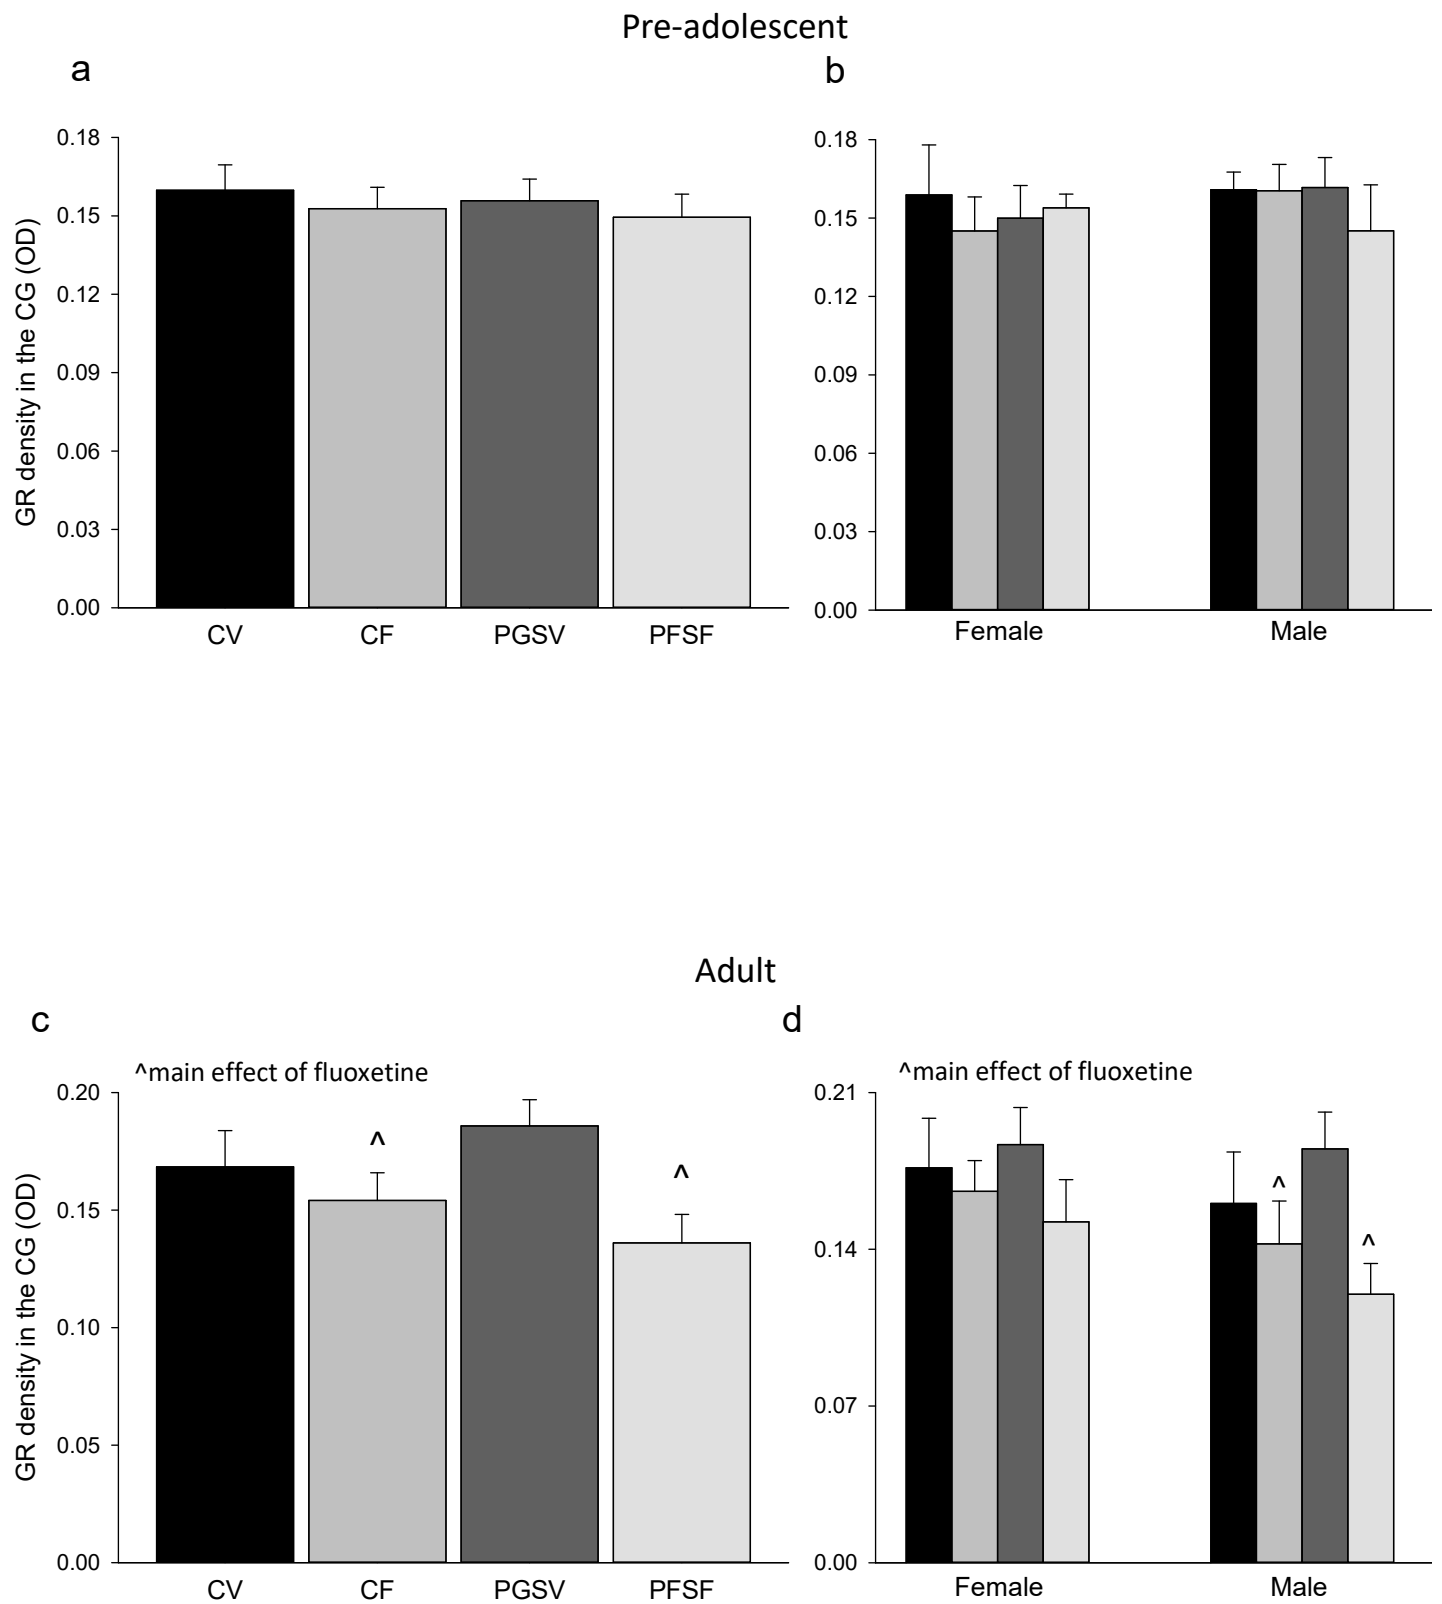 Pre-adolescent
a
b
GR density in the CG (OD)
0.18
0.15
0.12
0.09
0.06
0.03
0.00
CV
CF
PGSV
PFSF
0.18
0.15
0.12
0.09
0.06
0.03
0.00
Female
Male
Adult
c
d
^main effect of fluoxetine
GR density in the CG (OD)
0.20
0.15
0.10
0.05
0.00
^
^
CV
CF
PGSV
PFSF
^main effect of fluoxetine
0.21
0.14
0.07
0.00
^
^
Female
Male